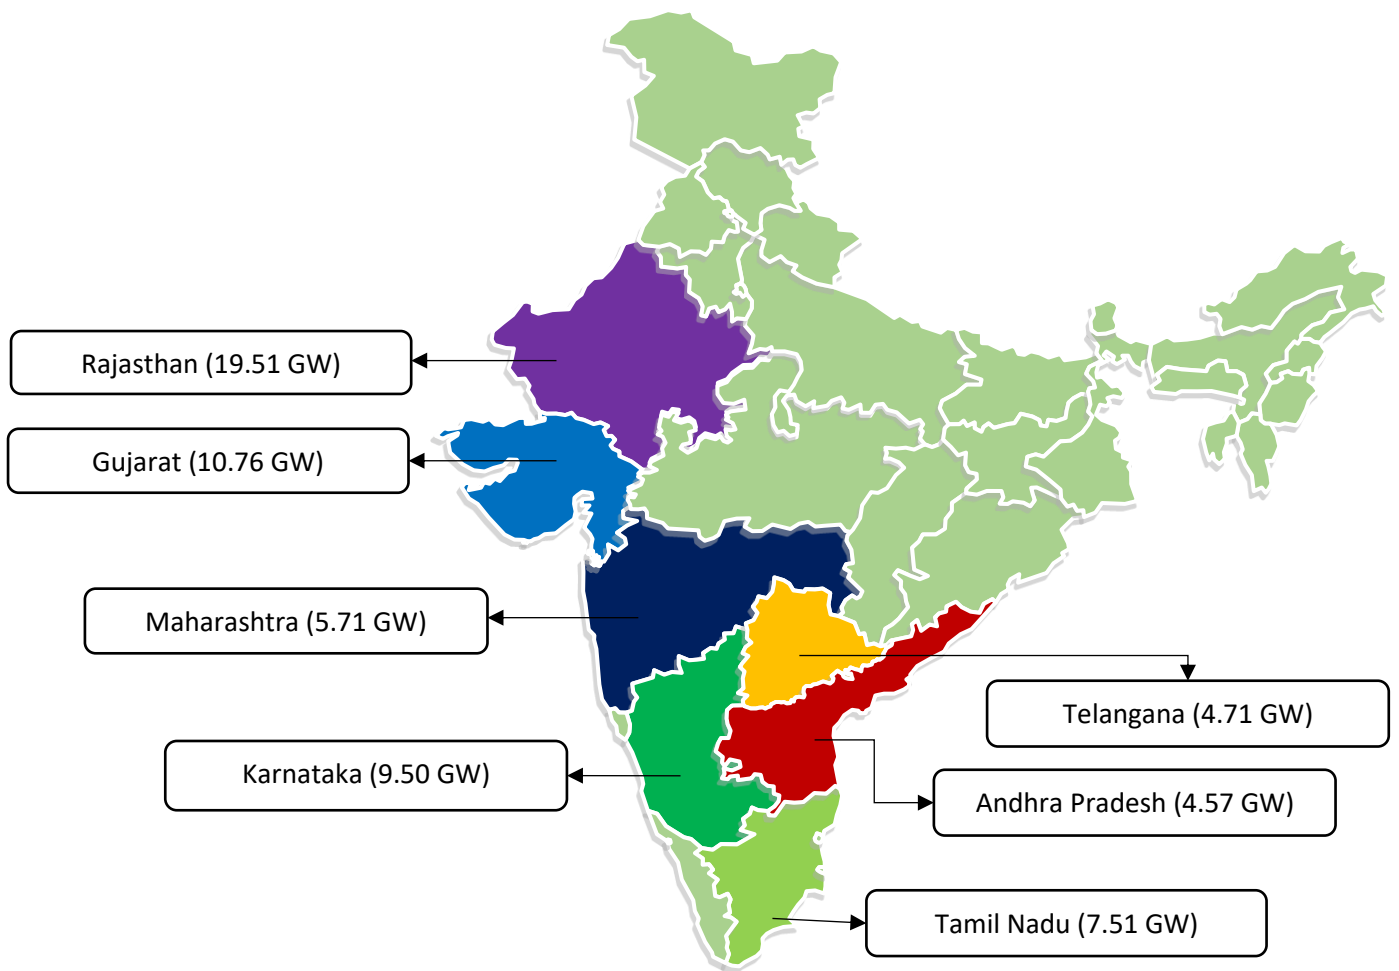 Rajasthan (19.51 GW)
Gujarat (10.76 GW)
Maharashtra (5.71 GW)
Telangana (4.71 GW)
Karnataka (9.50 GW)
Andhra Pradesh (4.57 GW)
Tamil Nadu (7.51 GW)